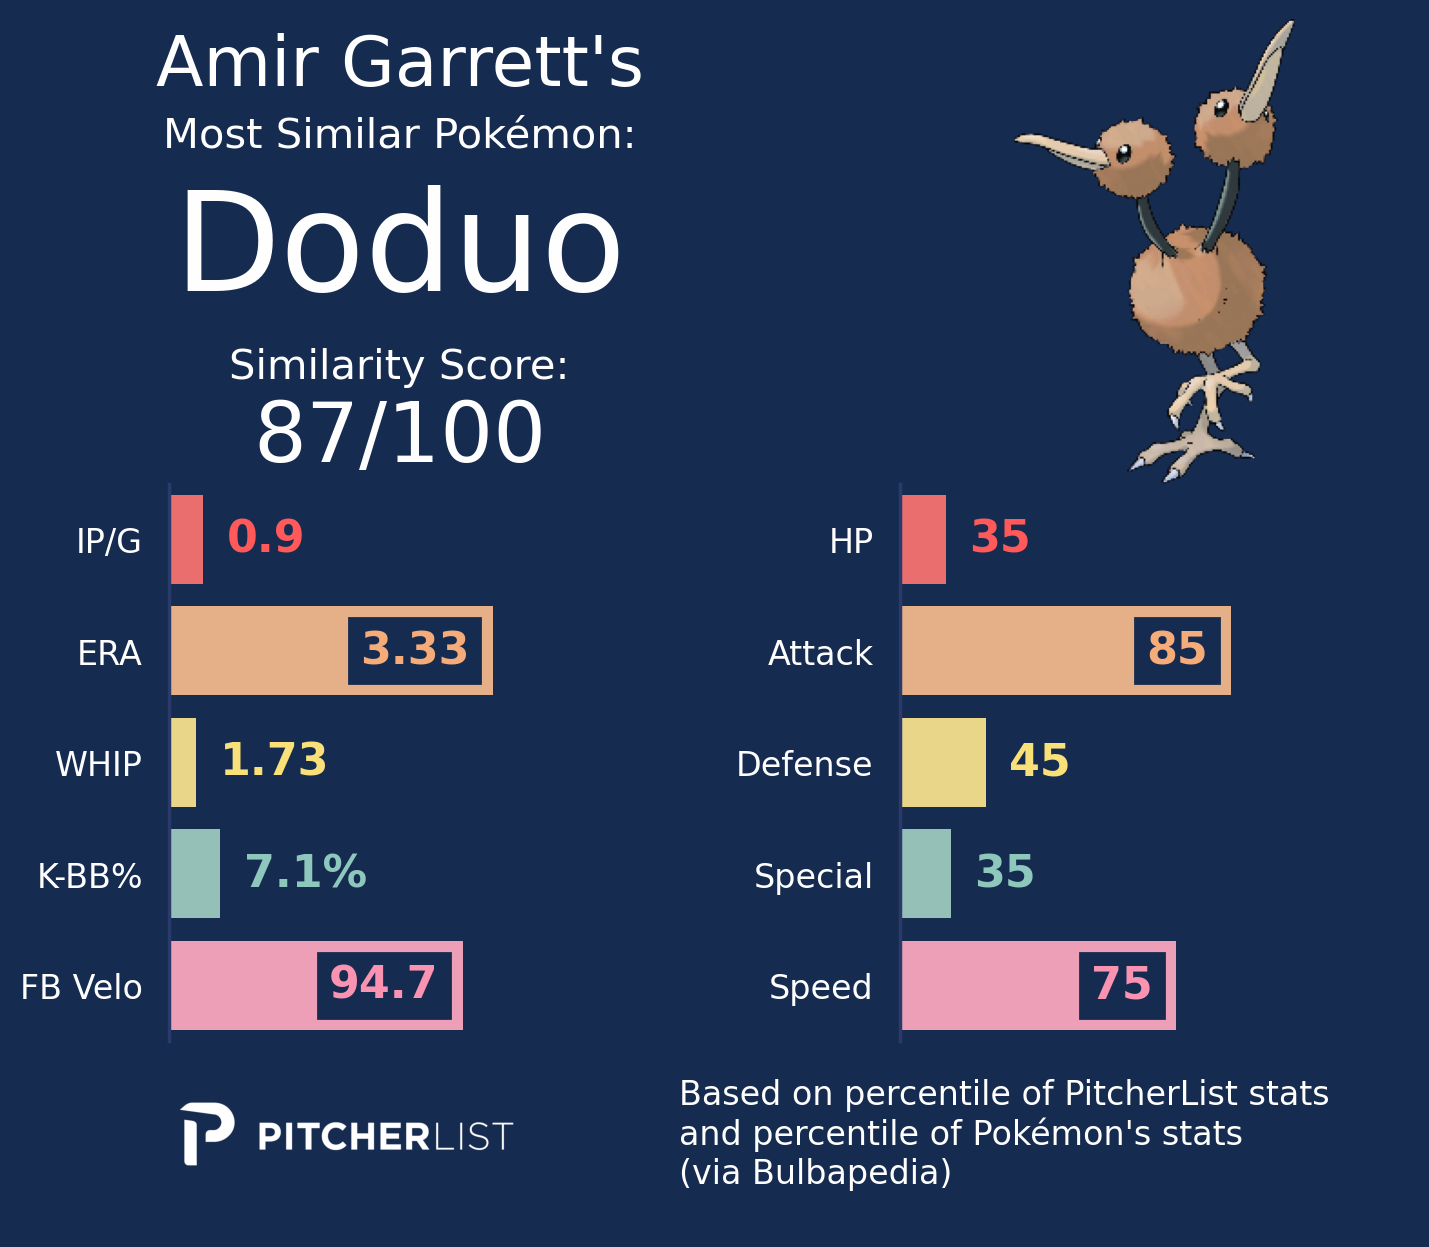 Amir Garrett's
Most Similar Pokémon:
Doduo
Similarity Score:
87/100
IP/G 0.9
ERA 3.33
WHIP 1.73
K-BB% 7.1%
FB Velo 94.7
HP 35
Attack 85
Defense 45
Special 35
Speed 75
PITCHERLIST
Based on percentile of PitcherList stats
and percentile of Pokémon's stats
(via Bulbapedia)